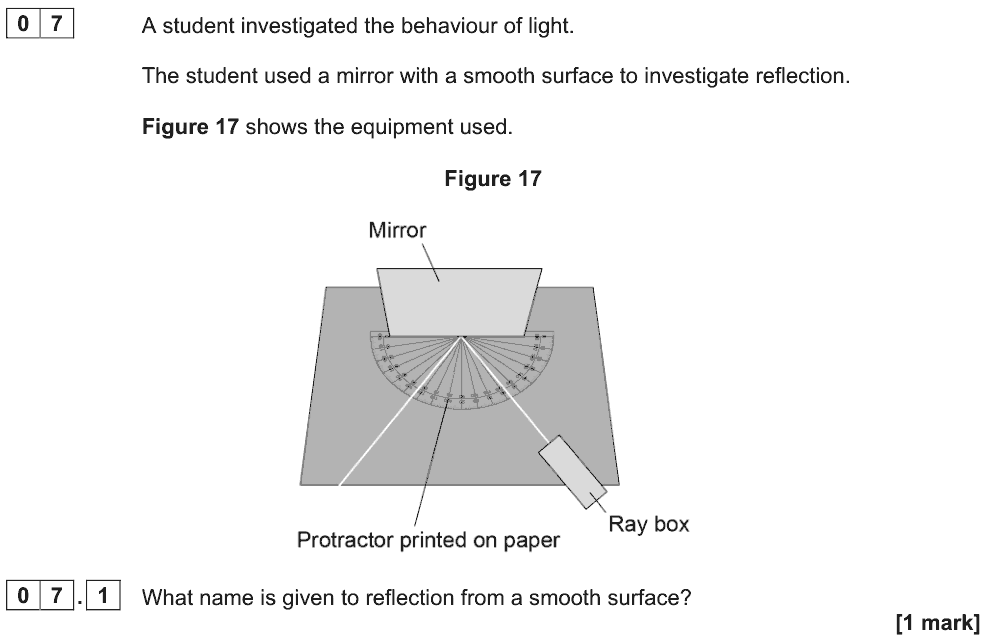 0 7 A student investigated the behaviour of light.
The student used a mirror with a smooth surface to investigate reflection.
Figure 17 shows the equipment used.
Figure 17
Mirror
Ray box
Protractor printed on paper
0 7 . 1 What name is given to reflection from a smooth surface?
[1 mark]